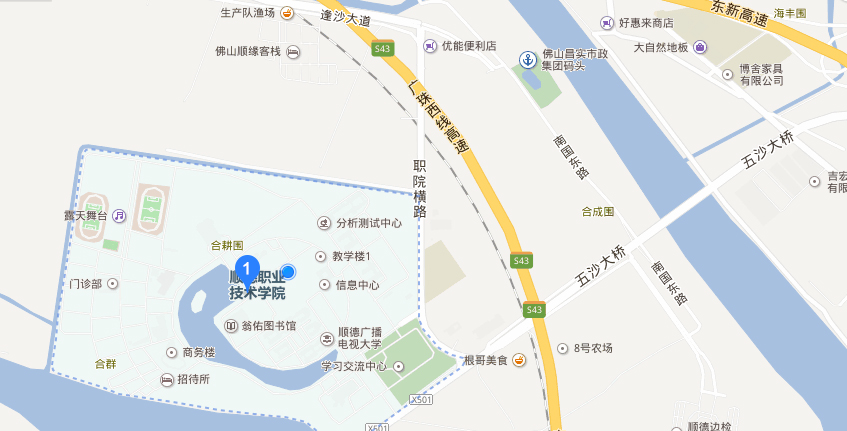 生产队渔场
逢沙大道
东新高速
海丰围
好惠来商店
佛山顺缘客栈
S43
优能便利店
佛山昌实市政
集团码头
大自然地板
博舍家具
有限公司
广珠西线高速
南国东路
五沙大桥
职院横路
吉宏
有限
露天舞台
分析测试中心
合耕围
合成围
教学楼1
S43
五沙大桥
南国东路
门诊部
1
顺德职业
技术学院
信息中心
S43
翁佑图书馆
顺德广播
电视大学
商务楼
8号农场
合群
学习交流中心
根哥美食
招待所
X501
X601
顺德边检